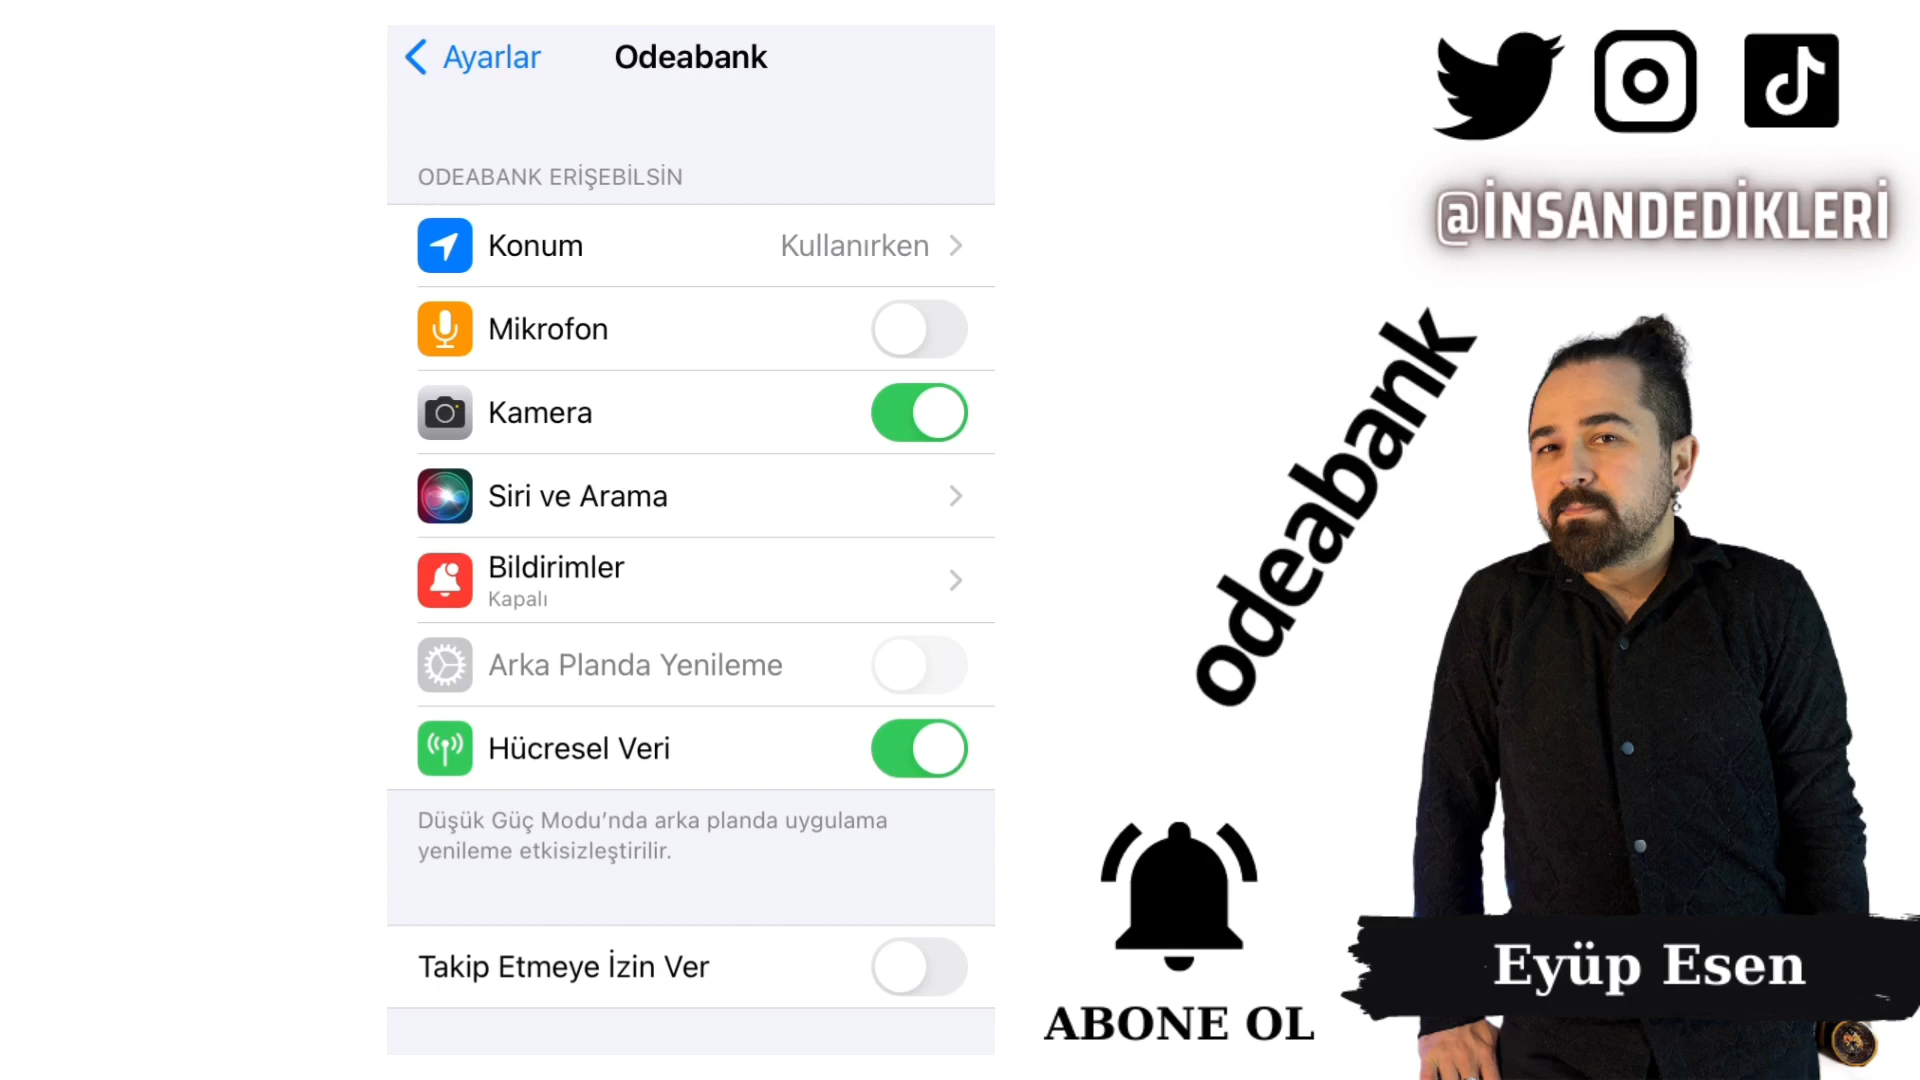 Ayarlar
Odeabank
ODEABANK ERİŞEBİLSİN
Konum
Kullanırken
Mikrofon
Kamera
Siri ve Arama
Bildirimler
Kapalı
Arka Planda Yenileme
Hücresel Veri
Düşük Güç Modu’nda arka planda uygulama
yenileme etkisizleştirilir.
Takip Etmeye İzin Ver
@İNSANDEDİKLERİ
odeabank
ABONE OL
Eyüp Esen